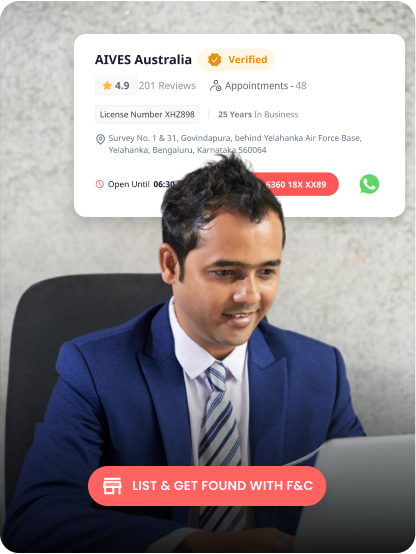 AIVES Australia Verified
4.9 201 Reviews Appointments - 48
License Number XHZ898 25 Years In Business
Survey No. 1 & 31, Govindapura, behind Yelahanka Air Force Base,
Yelahanka, Bengaluru, Karnataka 560064
Open Until 06:30 6360 18X XX89
LIST & GET FOUND WITH F&C